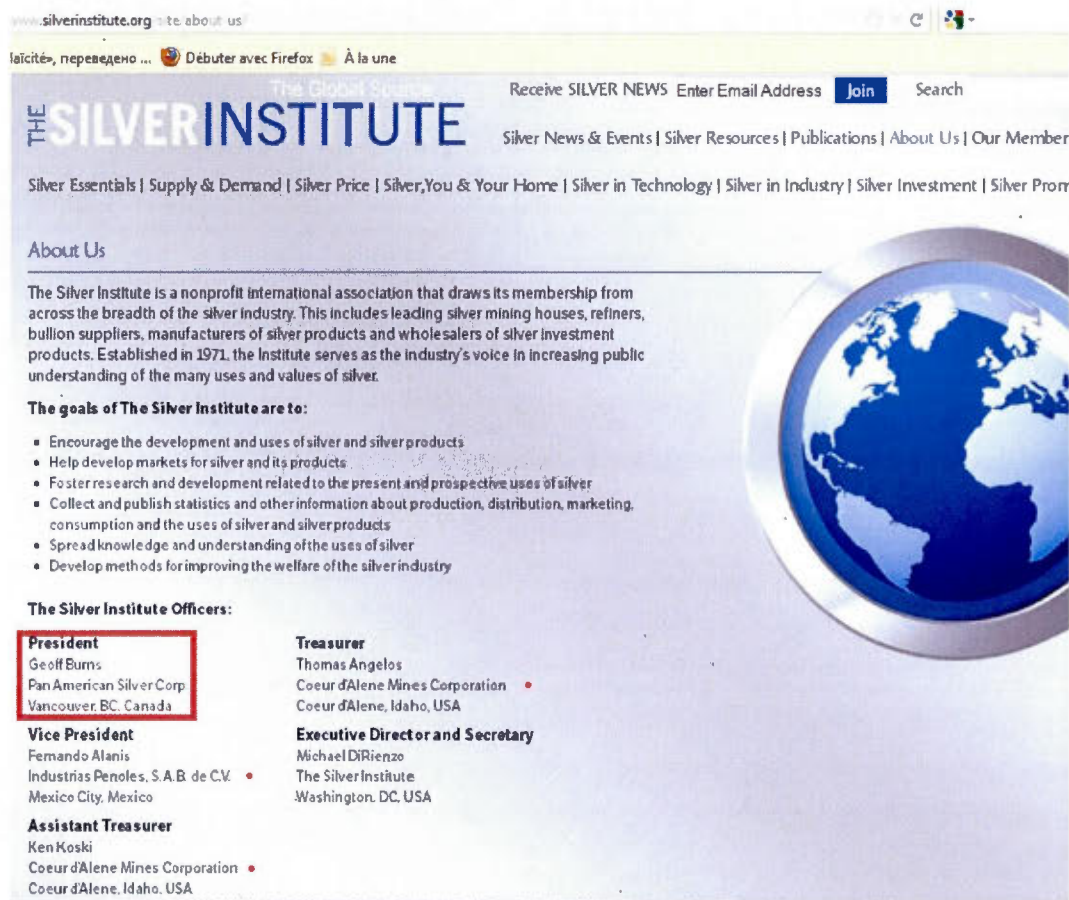 www.silverinstitute.org te about us
laïcité», переведено ... Débuter avec Firefox À la une
The Global Source
THE SILVER INSTITUTE
Receive SILVER NEWS Enter Email Address Join Search
Silver News & Events | Silver Resources | Publications | About Us | Our Member
Silver Essentials | Supply & Demand | Silver Price | Silver, You & Your Home | Silver in Technology | Silver in Industry | Silver Investment | Silver Prom
About Us
The Silver Institute is a nonprofit international association that draws its membership from
across the breadth of the silver industry. This includes leading silver mining houses, refiners,
bullion suppliers, manufacturers of silver products and wholesalers of silver investment
products. Established in 1971, the Institute serves as the industry's voice in increasing public
understanding of the many uses and values of silver.
The goals of The Silver Institute are to:
Encourage the development and uses of silver and silver products
Help develop markets for silver and its products
Foster research and development related to the present and prospective uses of silver
Collect and publish statistics and other information about production, distribution, marketing,
consumption and the uses of silver and silver products
Spread knowledge and understanding of the uses of silver
Develop methods for improving the welfare of the silver industry
The Silver Institute Officers:
President
Geoff Burns
Pan American Silver Corp
Vancouver, BC, Canada
Treasurer
Thomas Angelos
Coeur d'Alene Mines Corporation
Coeur d'Alene, Idaho, USA
Vice President
Fernando Alanis
Industrias Penoles, S.A.B. de C.V.
Mexico City, Mexico
Executive Director and Secretary
Michael DiRienzo
The Silver Institute
Washington, DC, USA
Assistant Treasurer
Ken Koski
Coeur d'Alene Mines Corporation
Coeur d'Alene, Idaho, USA